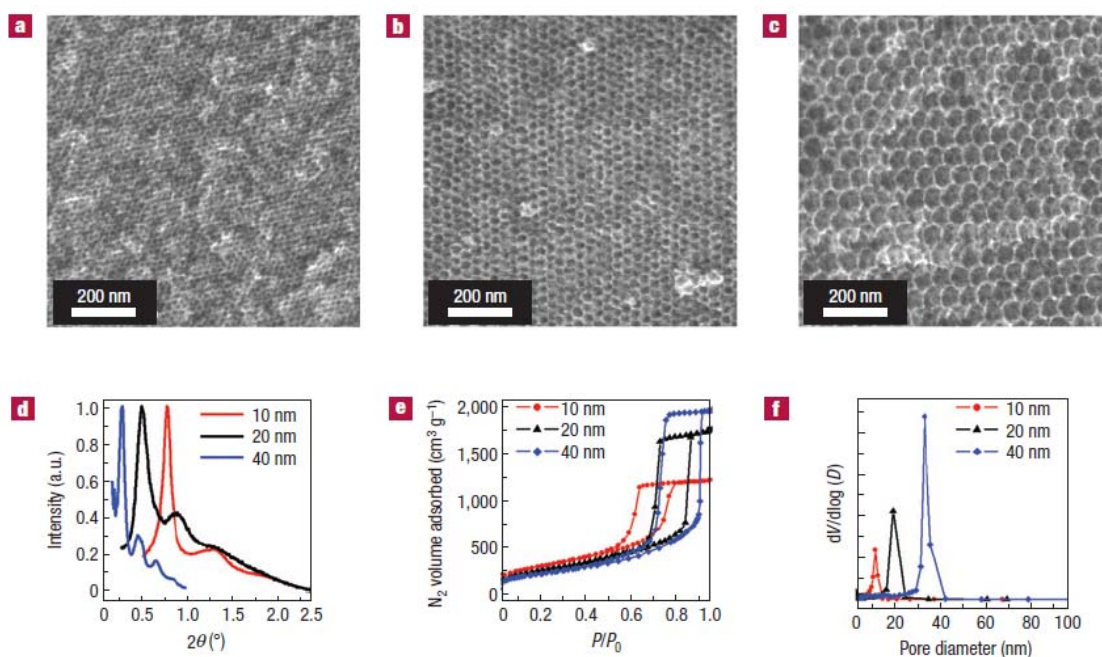 a
b
c
200 nm
200 nm
200 nm
d
e
f
Intensity (a.u.)
1.0
0.8
0.6
0.4
0.2
0
10 nm
20 nm
40 nm
0 0.5 1.0 1.5 2.0 2.5
2θ (°)
N2 volume adsorbed (cm3 g–1)
2,000
1,500
1,000
500
0
10 nm
20 nm
40 nm
0 0.2 0.4 0.6 0.8 1.0
P/P0
dV/dlog (D)
10 nm
20 nm
40 nm
0 20 40 60 80 100
Pore diameter (nm)